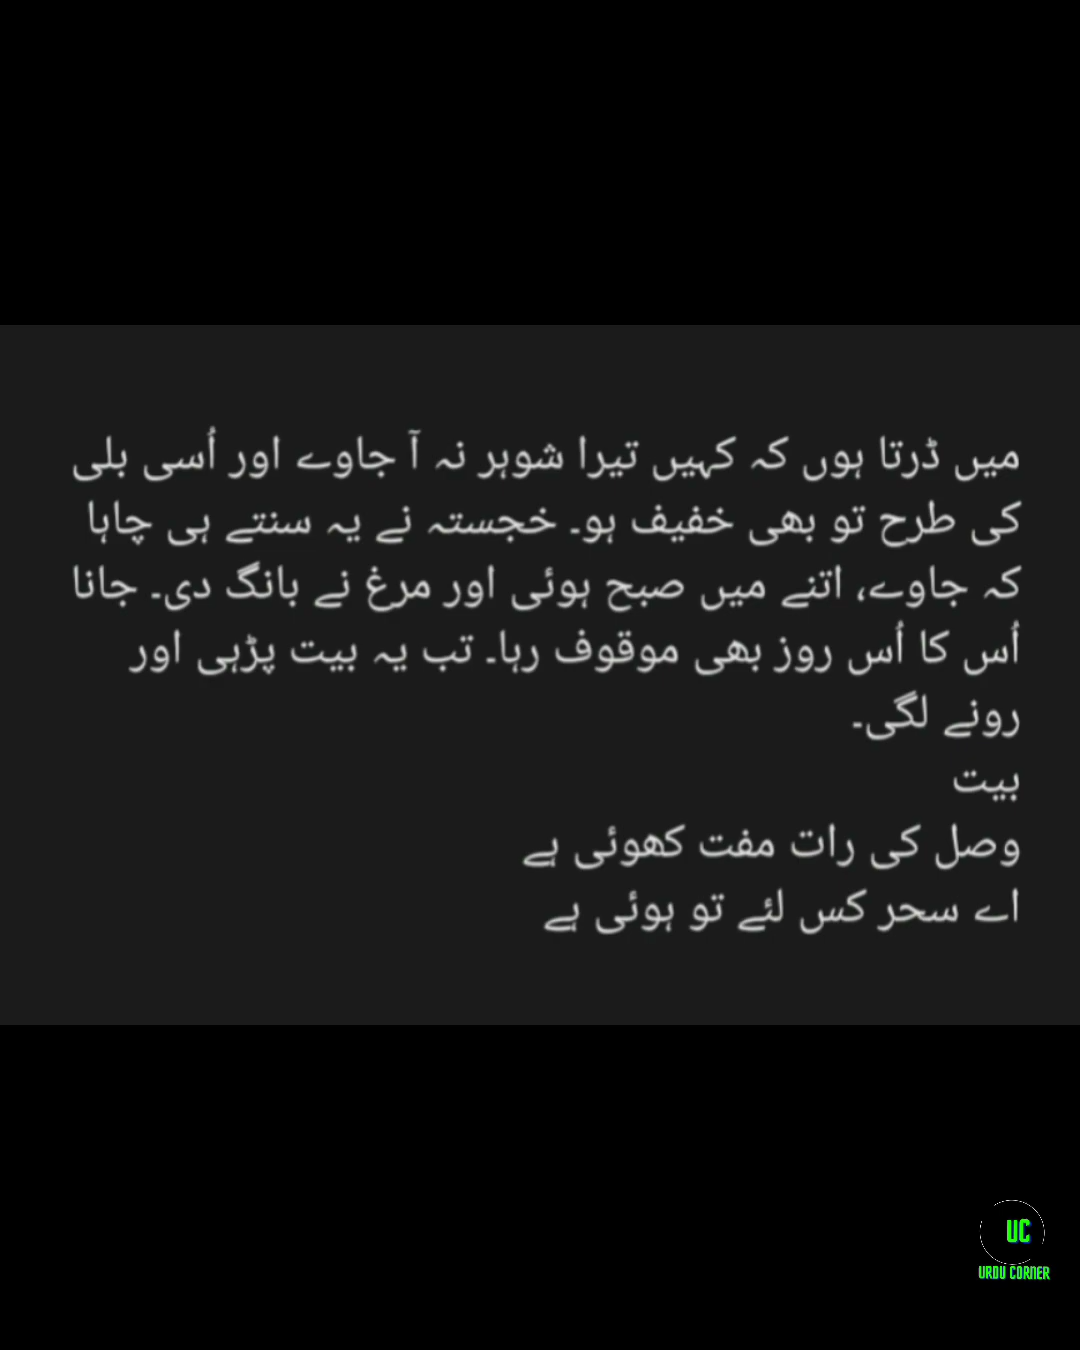 میں ڈرتا ہوں کہ کہیں تیرا شوہر نہ آ جاوے اور اُسی بلی
کی طرح تو بھی خفیف ہو۔ خجستہ نے یہ سنتے ہی چاہا
کہ جاوے، اتنے میں صبح ہوئی اور مرغ نے بانگ دی۔ جانا
اُس کا اُس روز بھی موقوف رہا۔ تب یہ بیت پڑہی اور
رونے لگی۔
بیت
وصل کی رات مفت کھوئی ہے
اے سحر کس لئے تو ہوئی ہے
UC
URDU CORNER